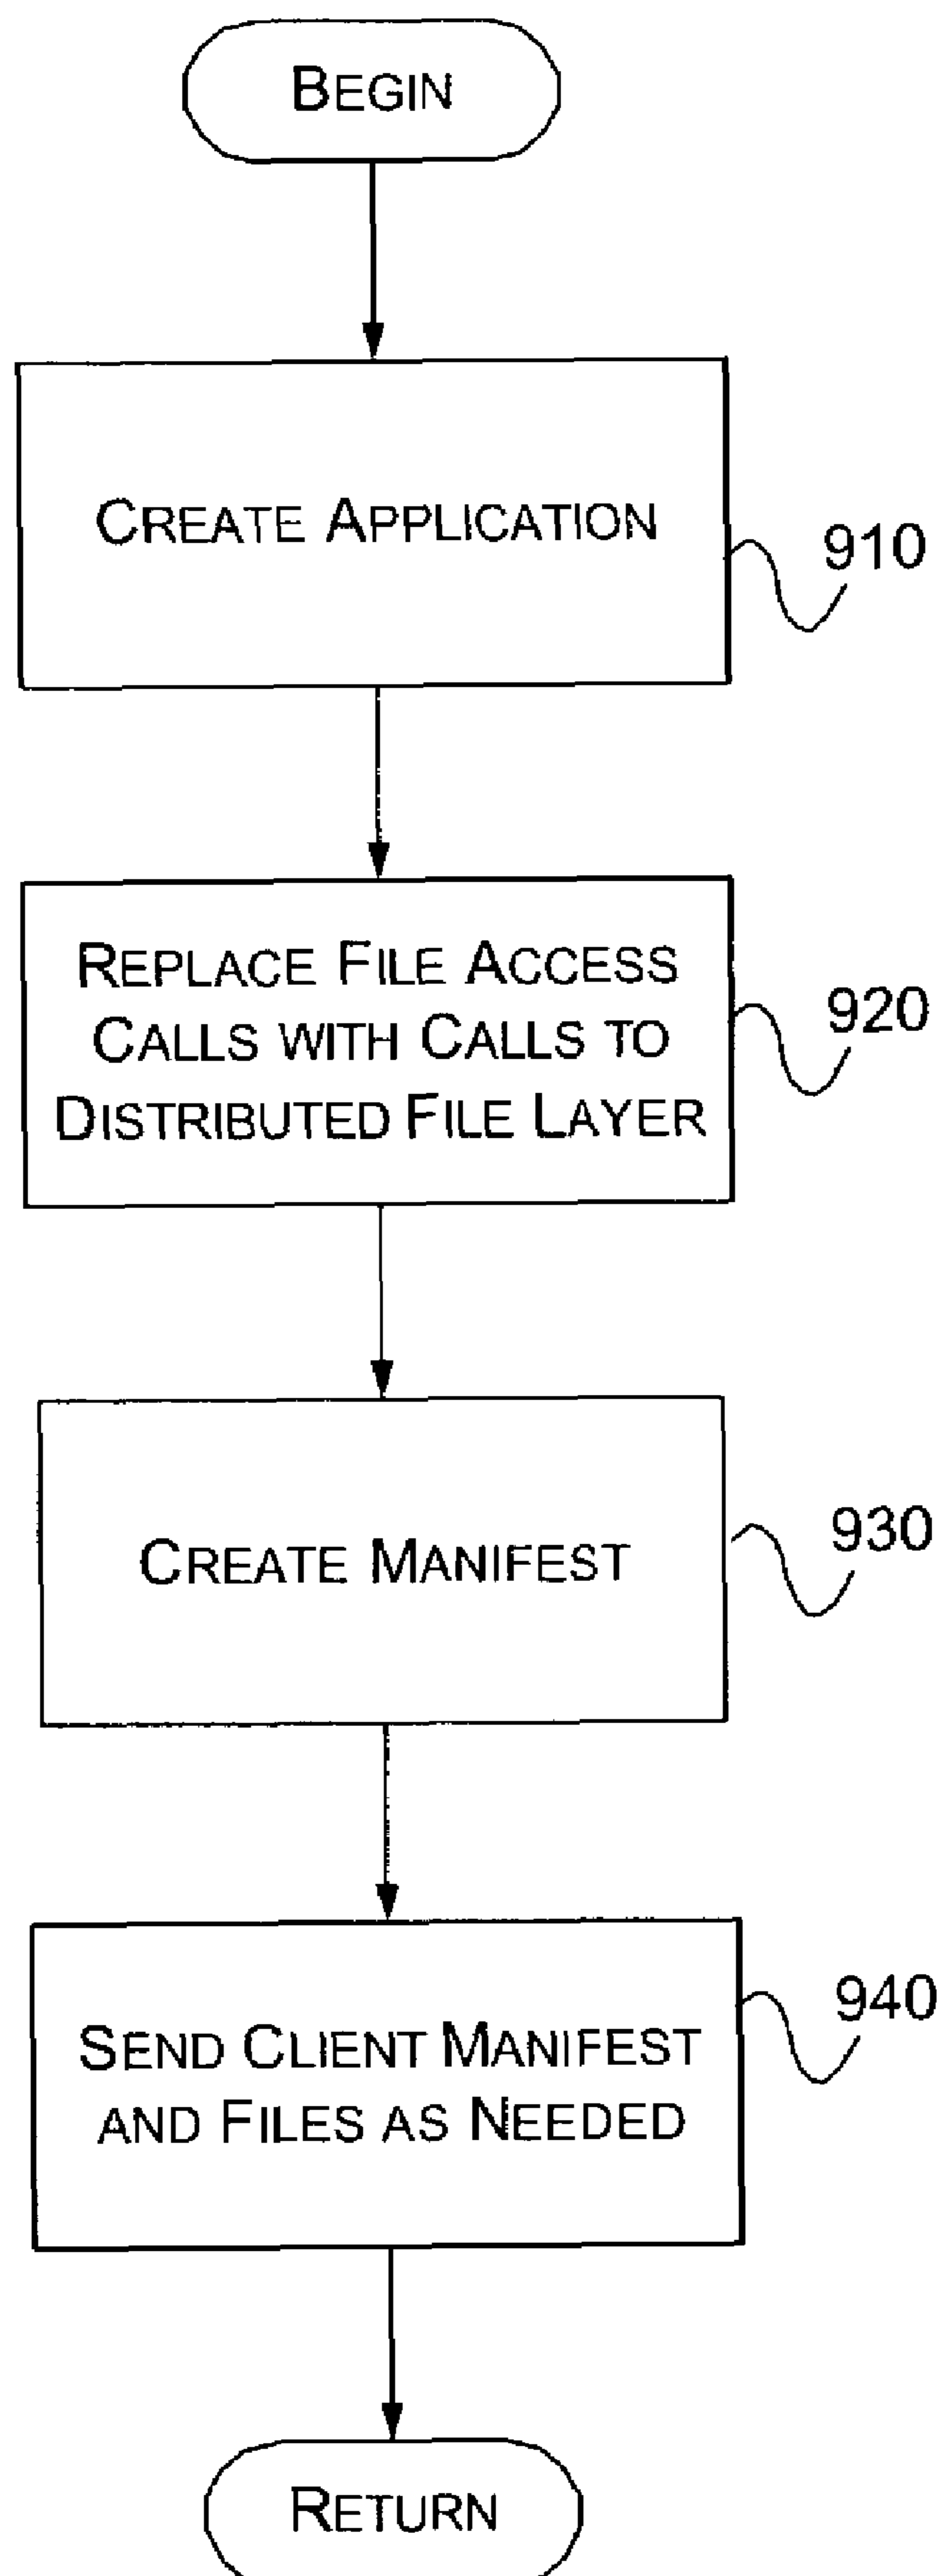 BEGIN
CREATE APPLICATION
910
REPLACE FILE ACCESS
CALLS WITH CALLS TO
DISTRIBUTED FILE LAYER
920
CREATE MANIFEST
930
SEND CLIENT MANIFEST
AND FILES AS NEEDED
940
RETURN